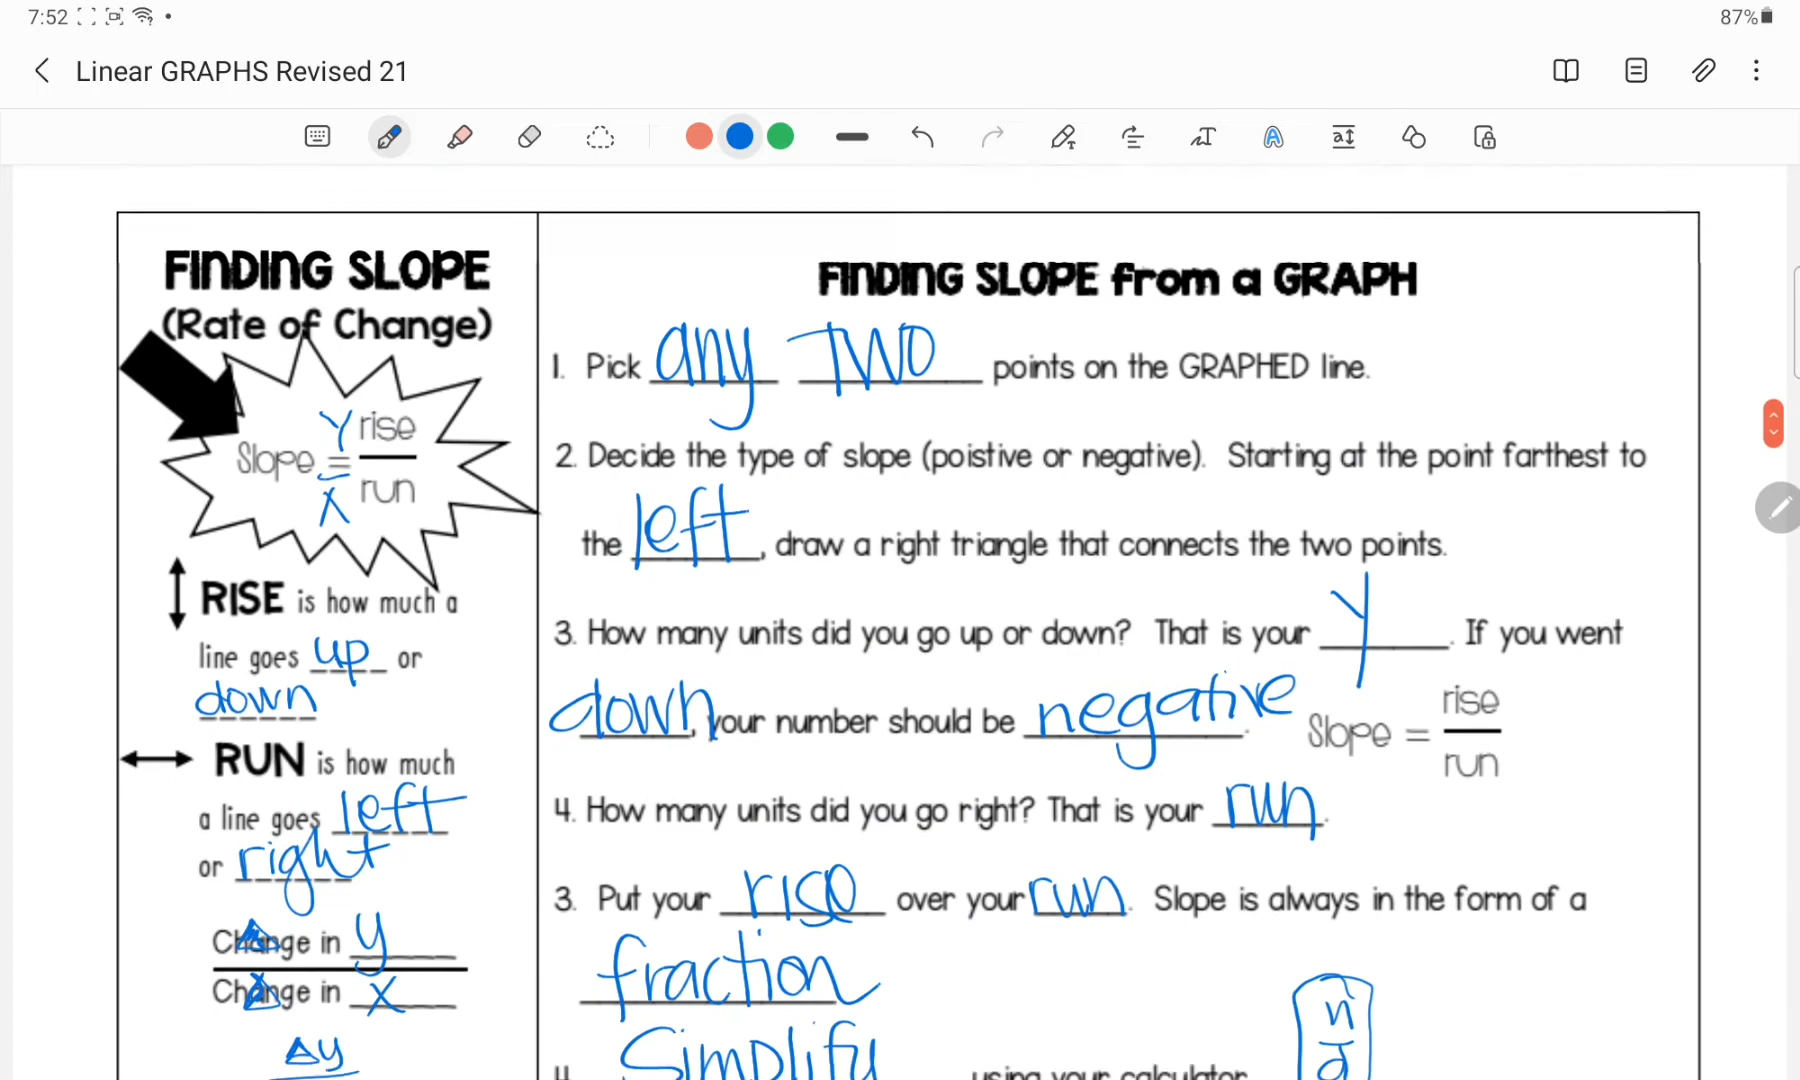 7:52
87%
Linear GRAPHS Revised 21
FINDING SLOPE
(Rate of Change)
Slope = Y rise
X run
RISE is how much a
line goes up or
down
RUN is how much
a line goes left
or right
Change in y
Change in x
Δy
FINDING SLOPE from a GRAPH
1. Pick any TWO points on the GRAPHED line.
2. Decide the type of slope (poistive or negative). Starting at the point farthest to
the left, draw a right triangle that connects the two points.
3. How many units did you go up or down? That is your y. If you went
down, your number should be negative. Slope = rise
run
4. How many units did you go right? That is your run.
3. Put your rise over your run. Slope is always in the form of a
fraction
n
d
4. Simplify using your calculator